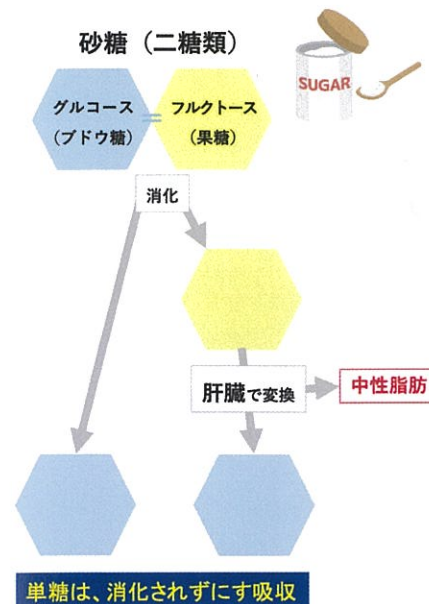 砂糖（二糖類）
SUGAR
グルコース
（ブドウ糖）
フルクトース
（果糖）
消化
肝臓で変換
中性脂肪
単糖は、消化されずにす吸収